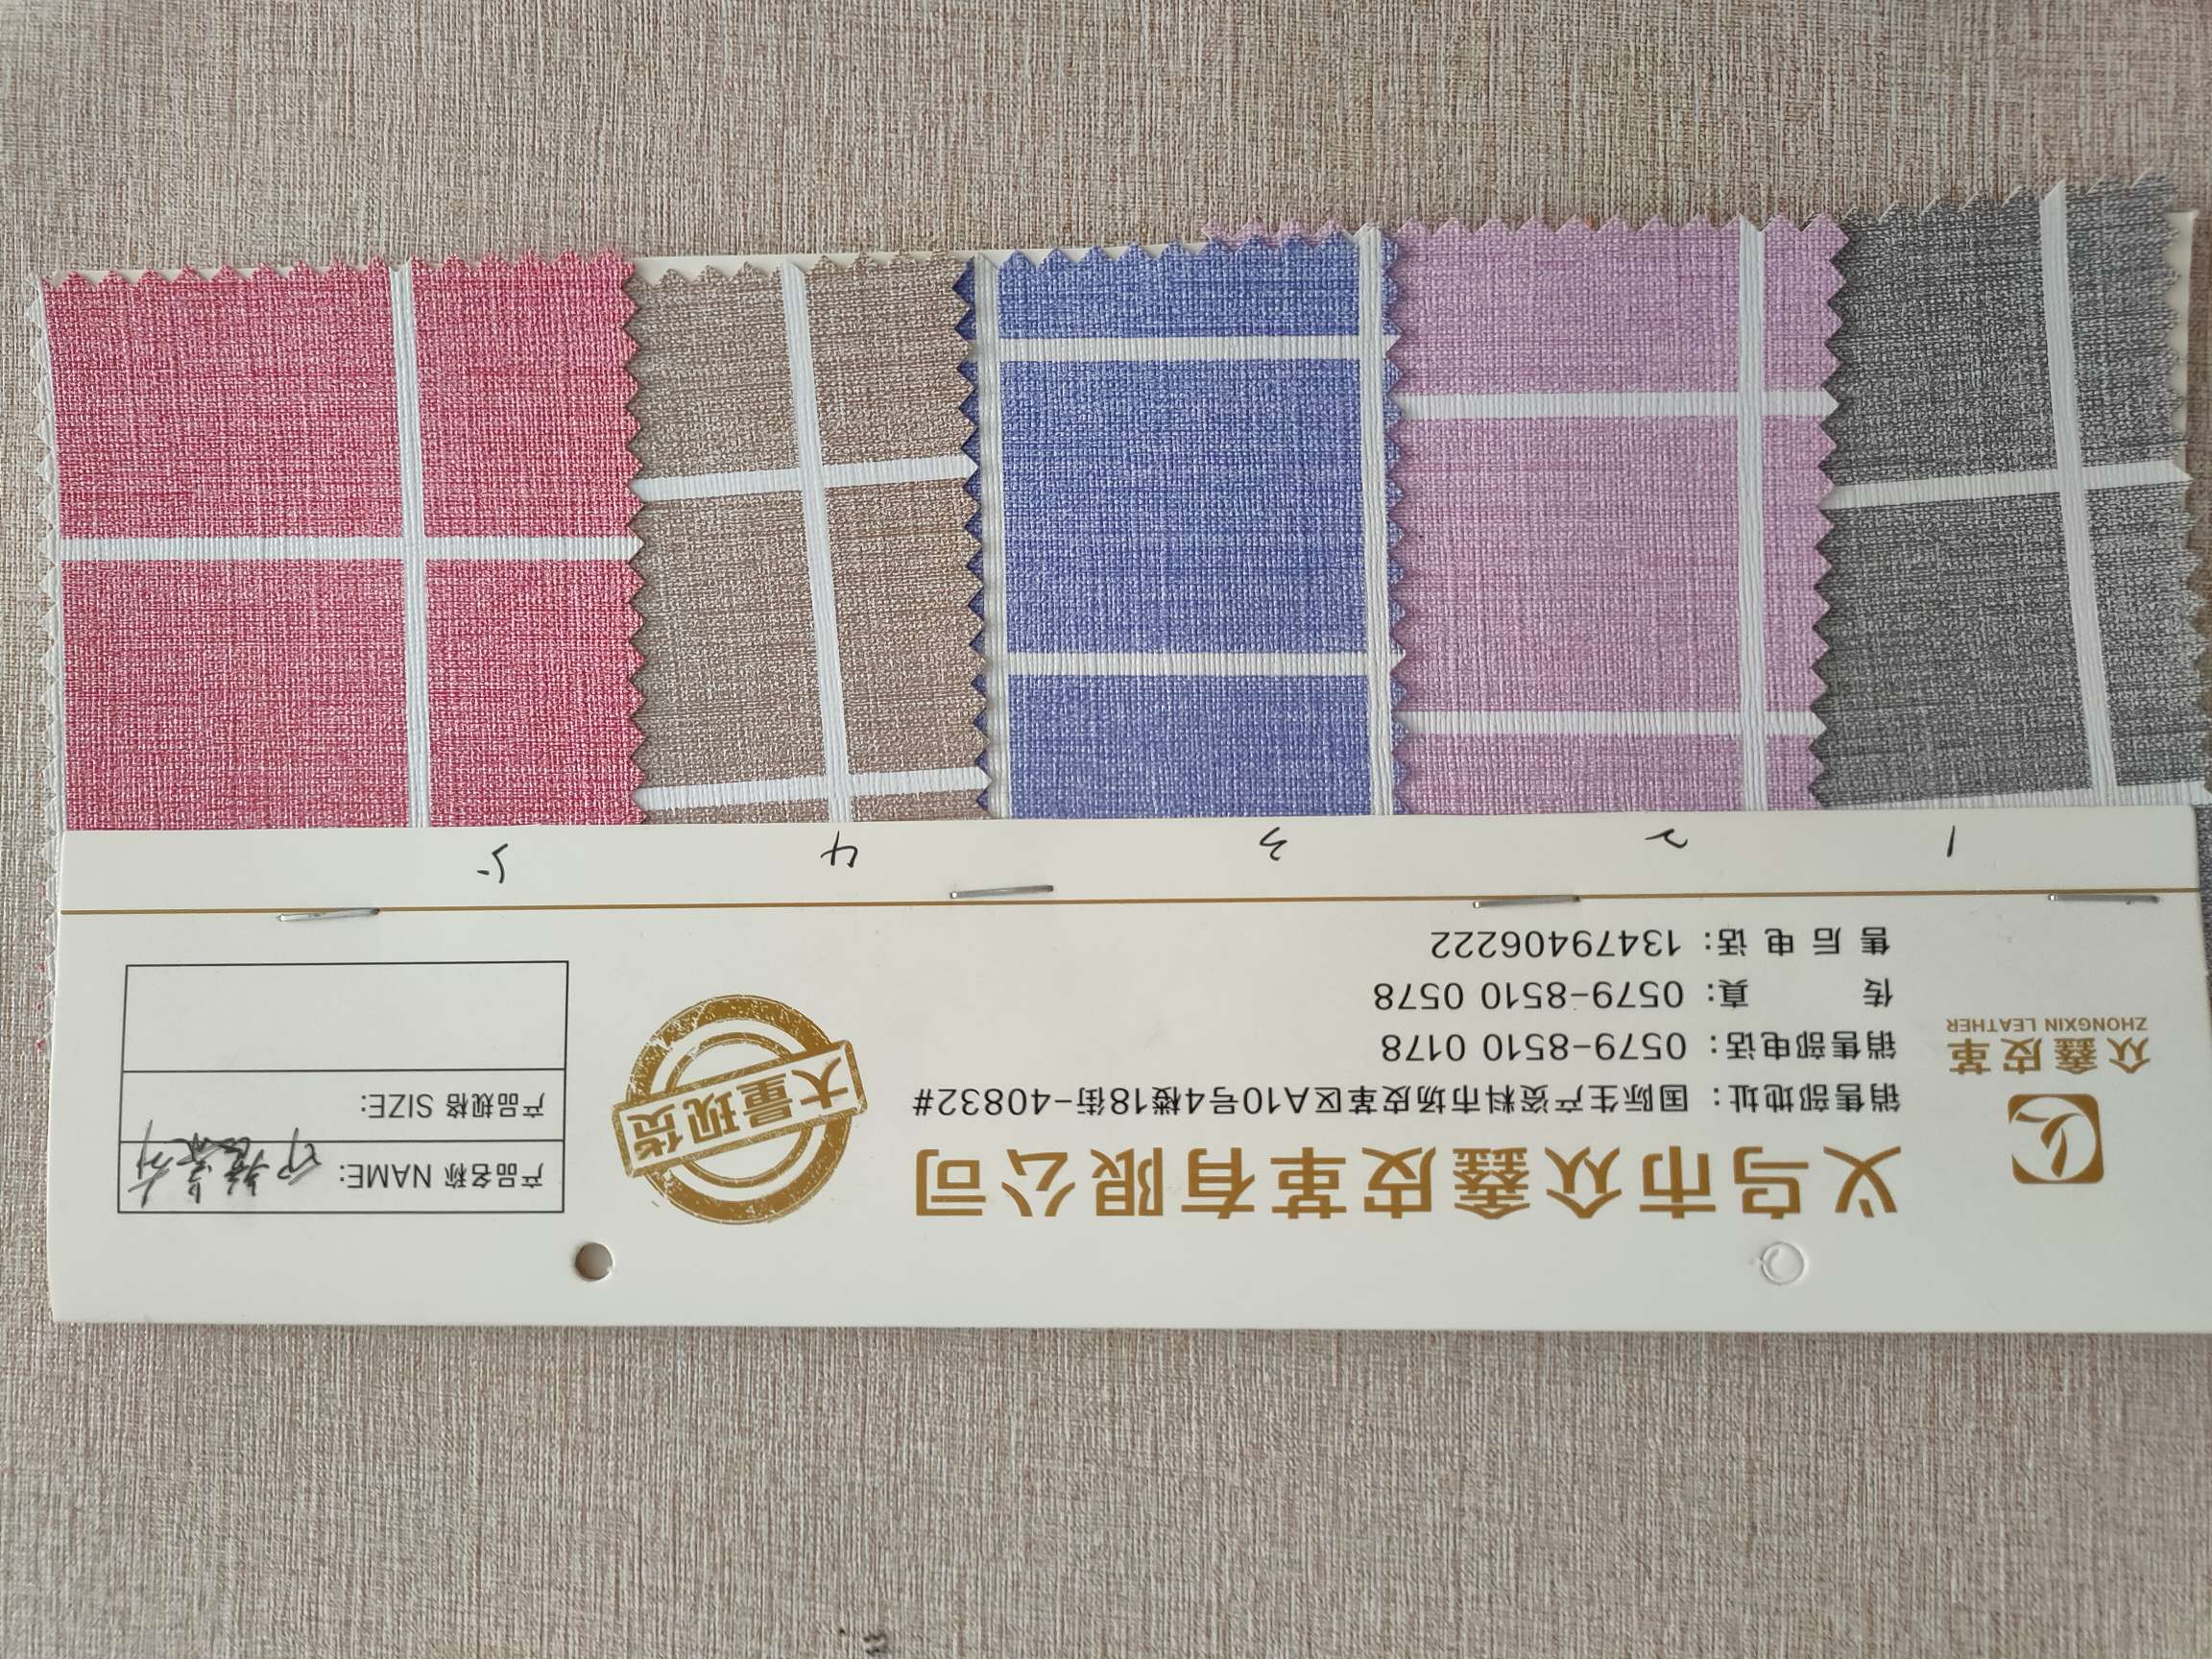 众鑫皮革
ZHONGXIN LEATHER
义乌市众鑫皮革有限公司
销售部地址：国际生产资料市场皮革区A10号4楼18街-40832#
销售部电话：0579-8510 0178
传 真：0579-8510 0578
售后电话：13479406222
大量现货
产品名称 NAME:
产品规格 SIZE:
1 2 3 4 5